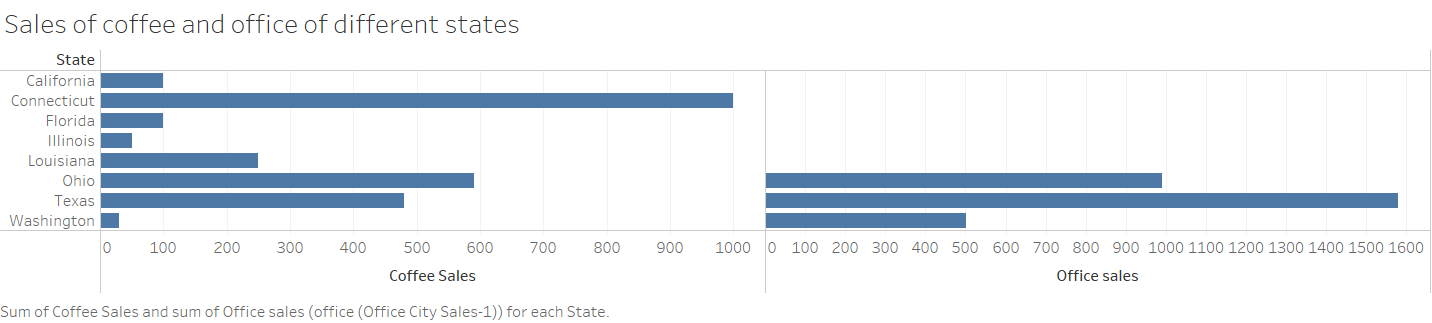 Sales of coffee and office of different states
State
California
Connecticut
Florida
Illinois
Louisiana
Ohio
Texas
Washington
0 100 200 300 400 500 600 700 800 900 1000
0 100 200 300 400 500 600 700 800 900 1000 1100 1200 1300 1400 1500 1600
Coffee Sales
Office sales
Sum of Coffee Sales and sum of Office sales (office (Office City Sales-1)) for each State.